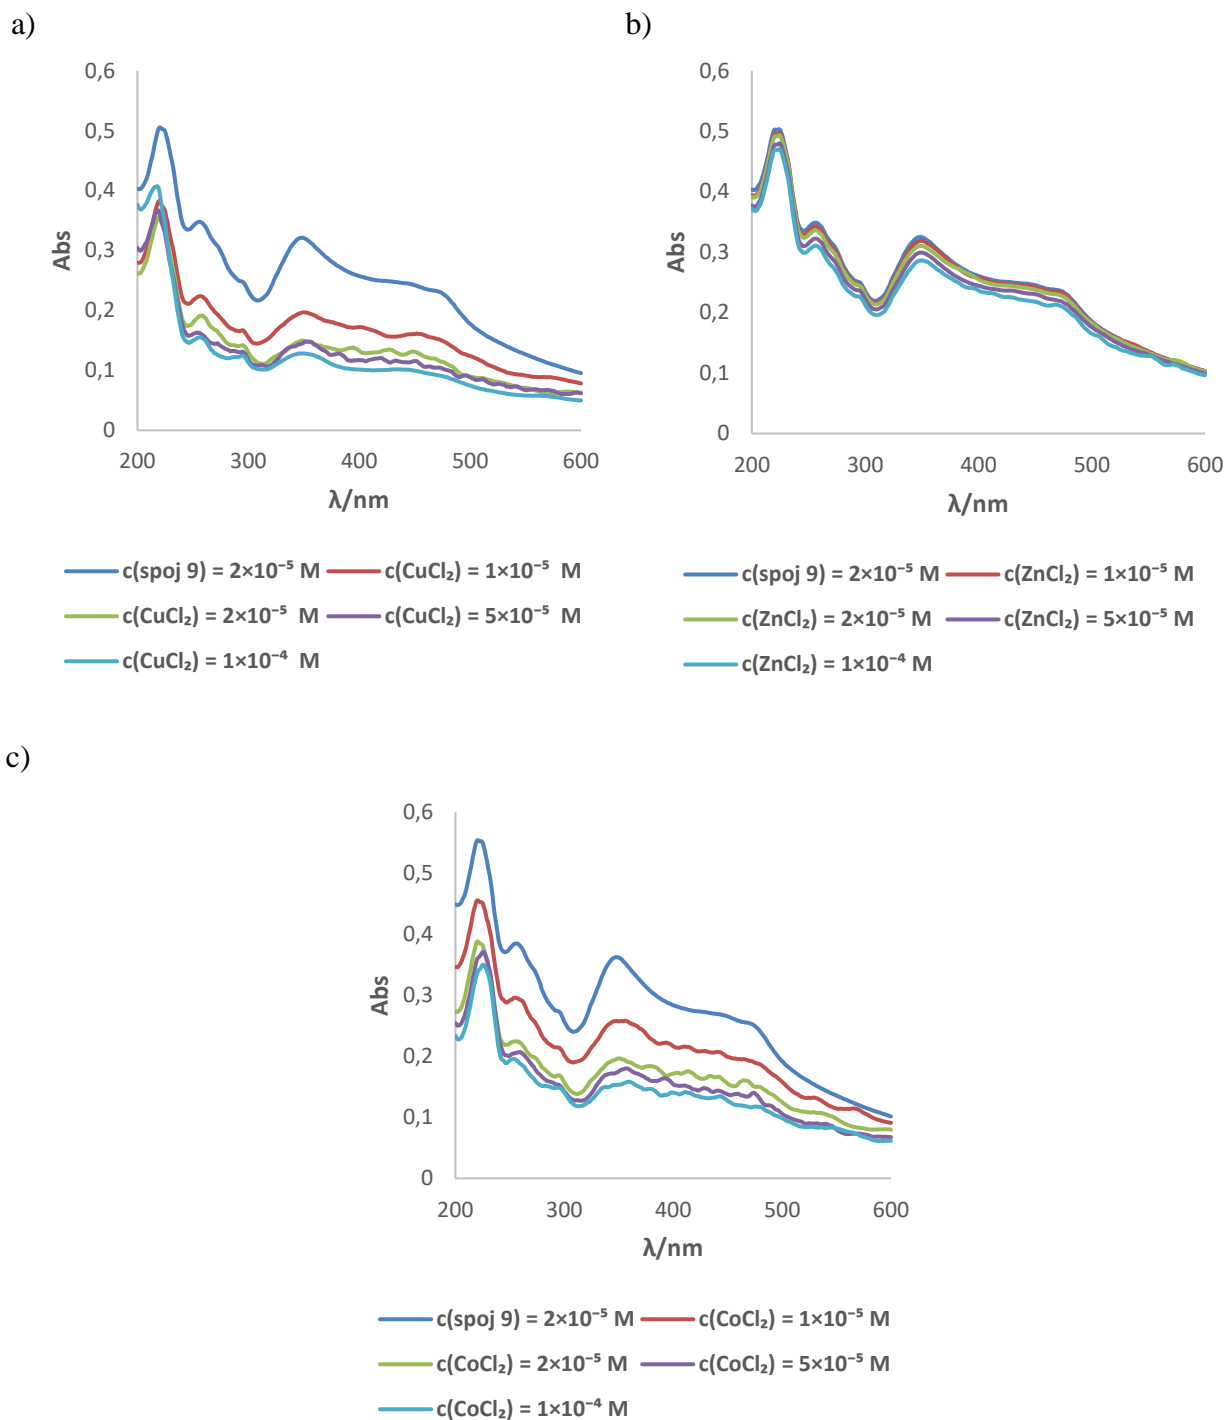 a)
0,6
0,5
0,4
0,3
0,2
0,1
0
Abs
200 300 400 500 600
λ/nm
c(spoj 9) = 2×10⁻⁵ M c(CuCl₂) = 1×10⁻⁵ M
c(CuCl₂) = 2×10⁻⁵ M c(CuCl₂) = 5×10⁻⁵ M
c(CuCl₂) = 1×10⁻⁴ M
b)
0,6
0,5
0,4
0,3
0,2
0,1
0
Abs
200 300 400 500 600
λ/nm
c(spoj 9) = 2×10⁻⁵ M c(ZnCl₂) = 1×10⁻⁵ M
c(ZnCl₂) = 2×10⁻⁵ M c(ZnCl₂) = 5×10⁻⁵ M
c(ZnCl₂) = 1×10⁻⁴ M
c)
0,6
0,5
0,4
0,3
0,2
0,1
0
Abs
200 300 400 500 600
λ/nm
c(spoj 9) = 2×10⁻⁵ M c(CoCl₂) = 1×10⁻⁵ M
c(CoCl₂) = 2×10⁻⁵ M c(CoCl₂) = 5×10⁻⁵ M
c(CoCl₂) = 1×10⁻⁴ M